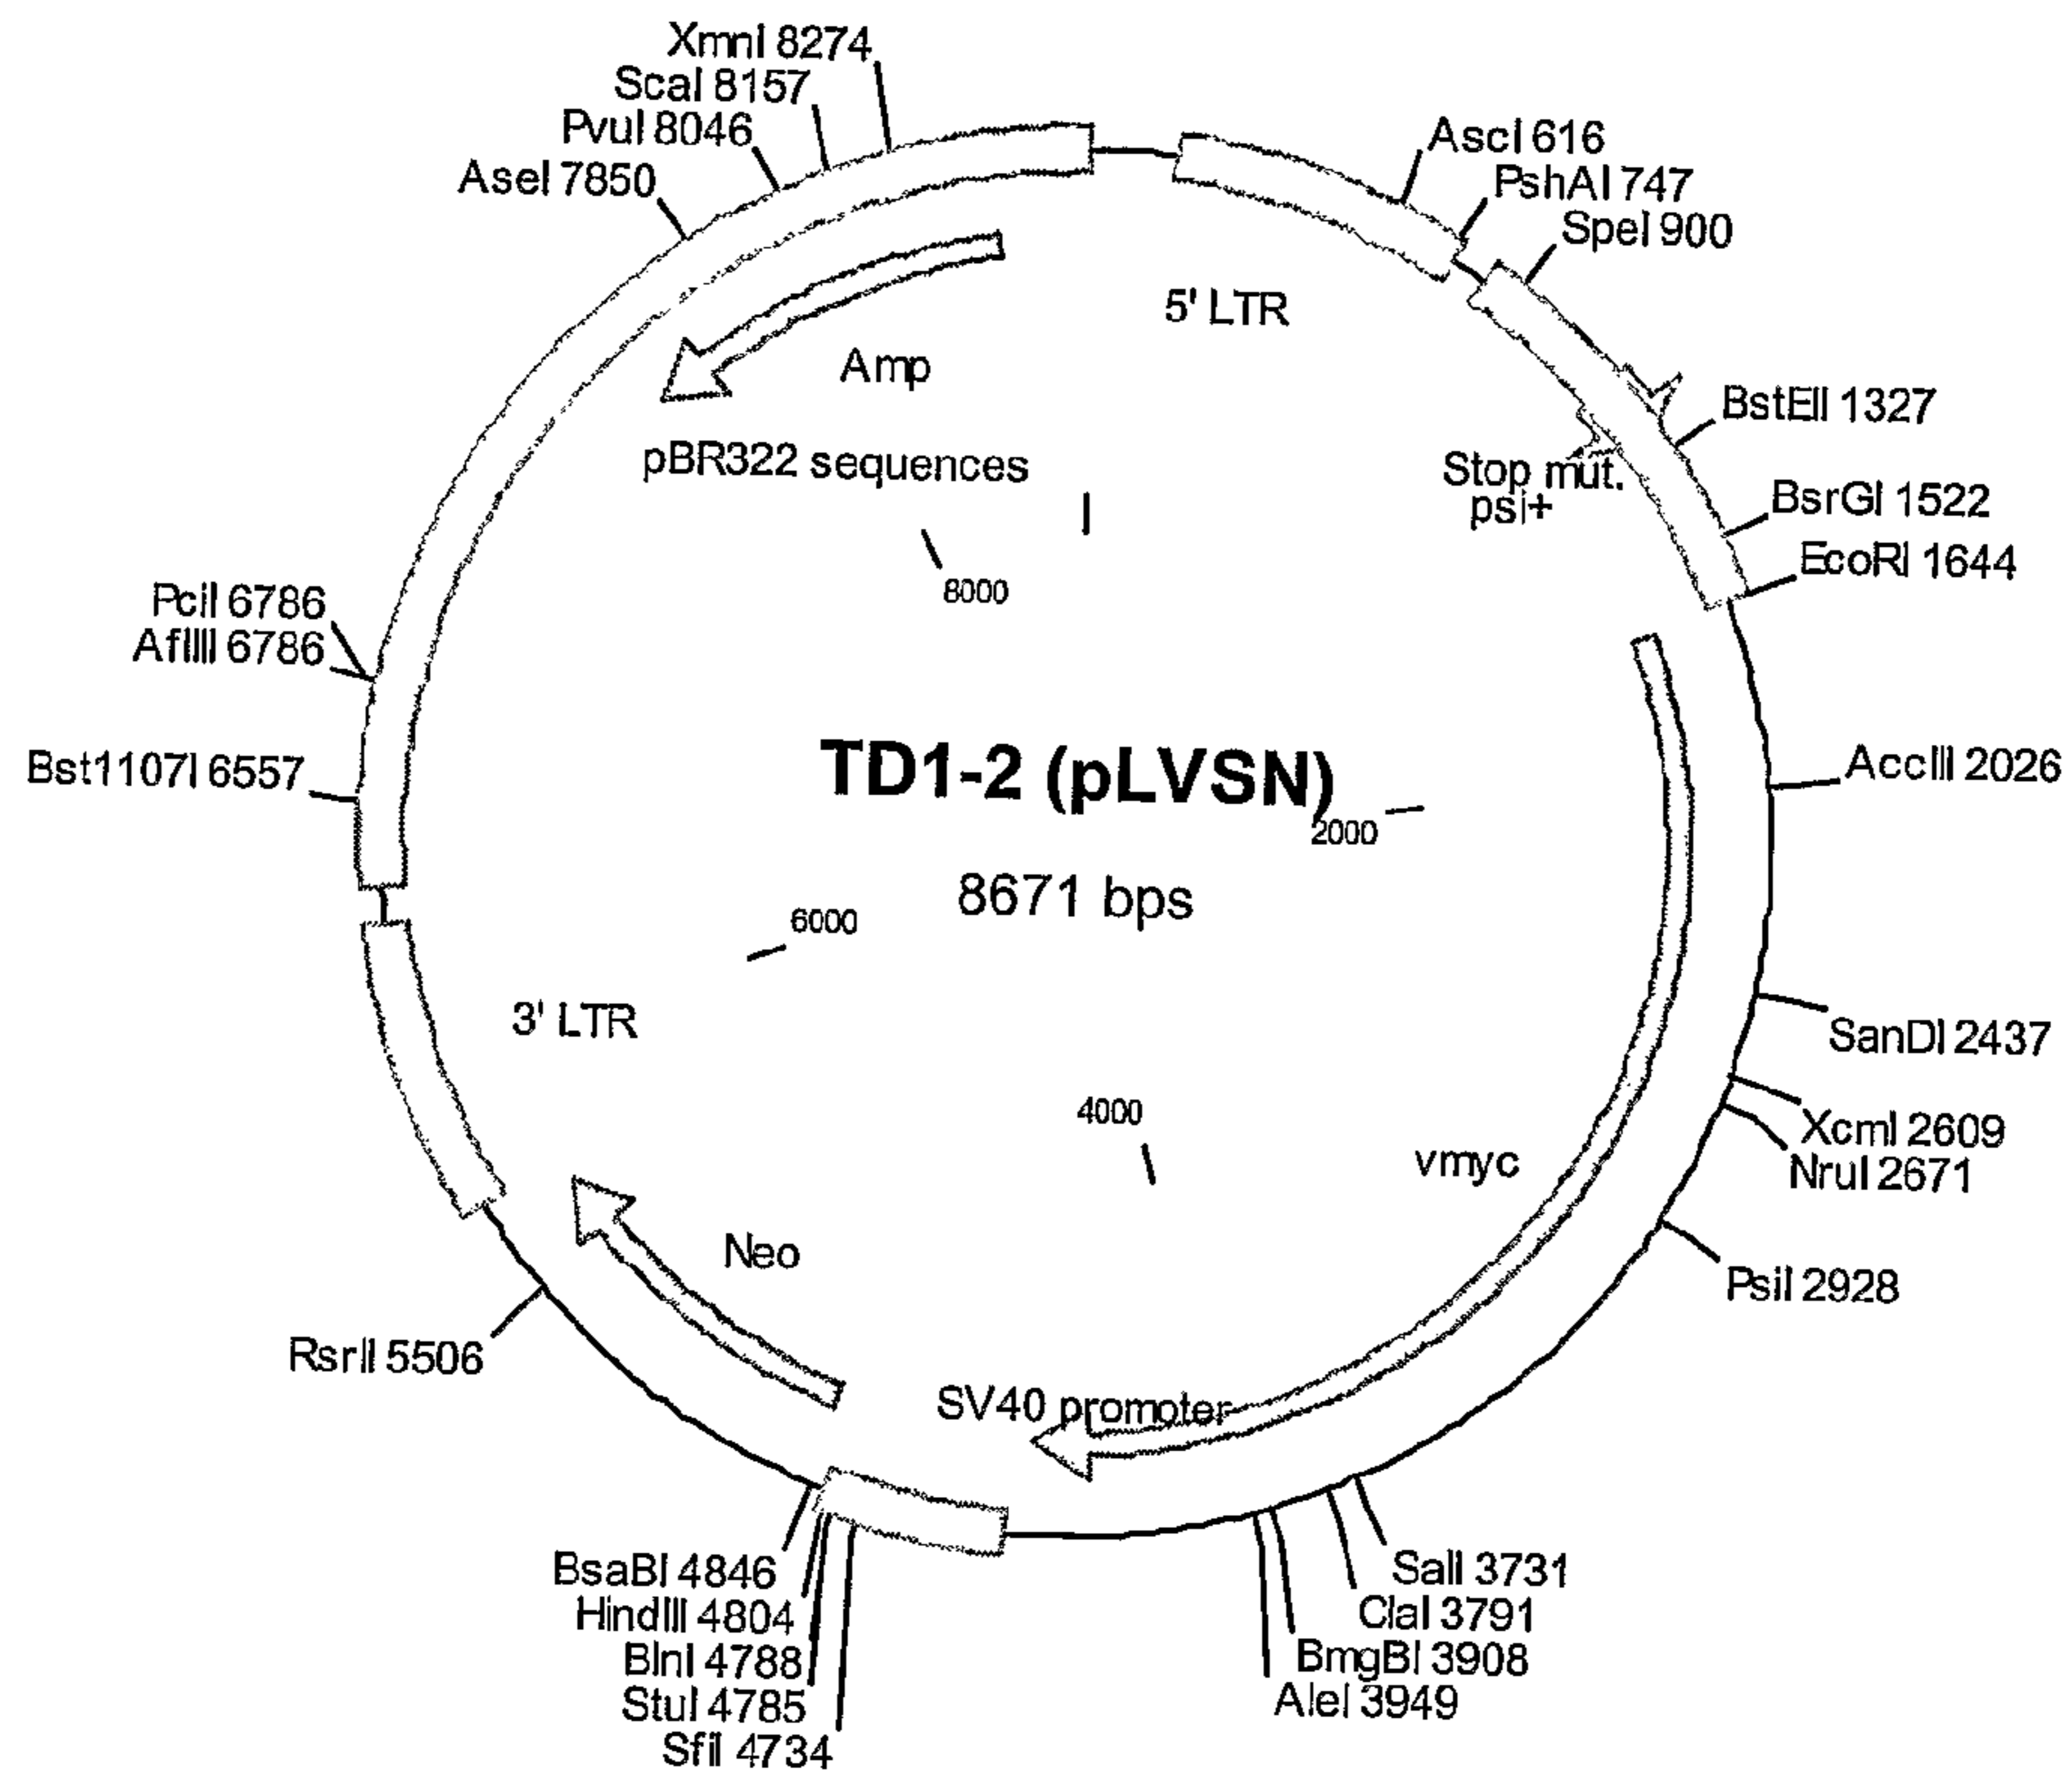 XmnI 8274
ScaI 8157
PvuI 8046
AseI 7850
AscI 616
PshAI 747
SpeI 900
5' LTR
Amp
BstEII 1327
pBR322 sequences
Stop mut.
psi+
BsrGI 1522
EcoRI 1644
8000
PciI 6786
AflIII 6786
Bst1107I 6557
TD1-2 (pLVSN)
AccIII 2026
2000
8671 bps
6000
3' LTR
SanDI 2437
4000
XcmI 2609
NruI 2671
vmyc
Neo
PsiI 2928
RsrII 5506
SV40 promoter
BsaBI 4846
HindIII 4804
BlnI 4788
StuI 4785
SfiI 4734
SalI 3731
ClaI 3791
BmgBI 3908
AleI 3949